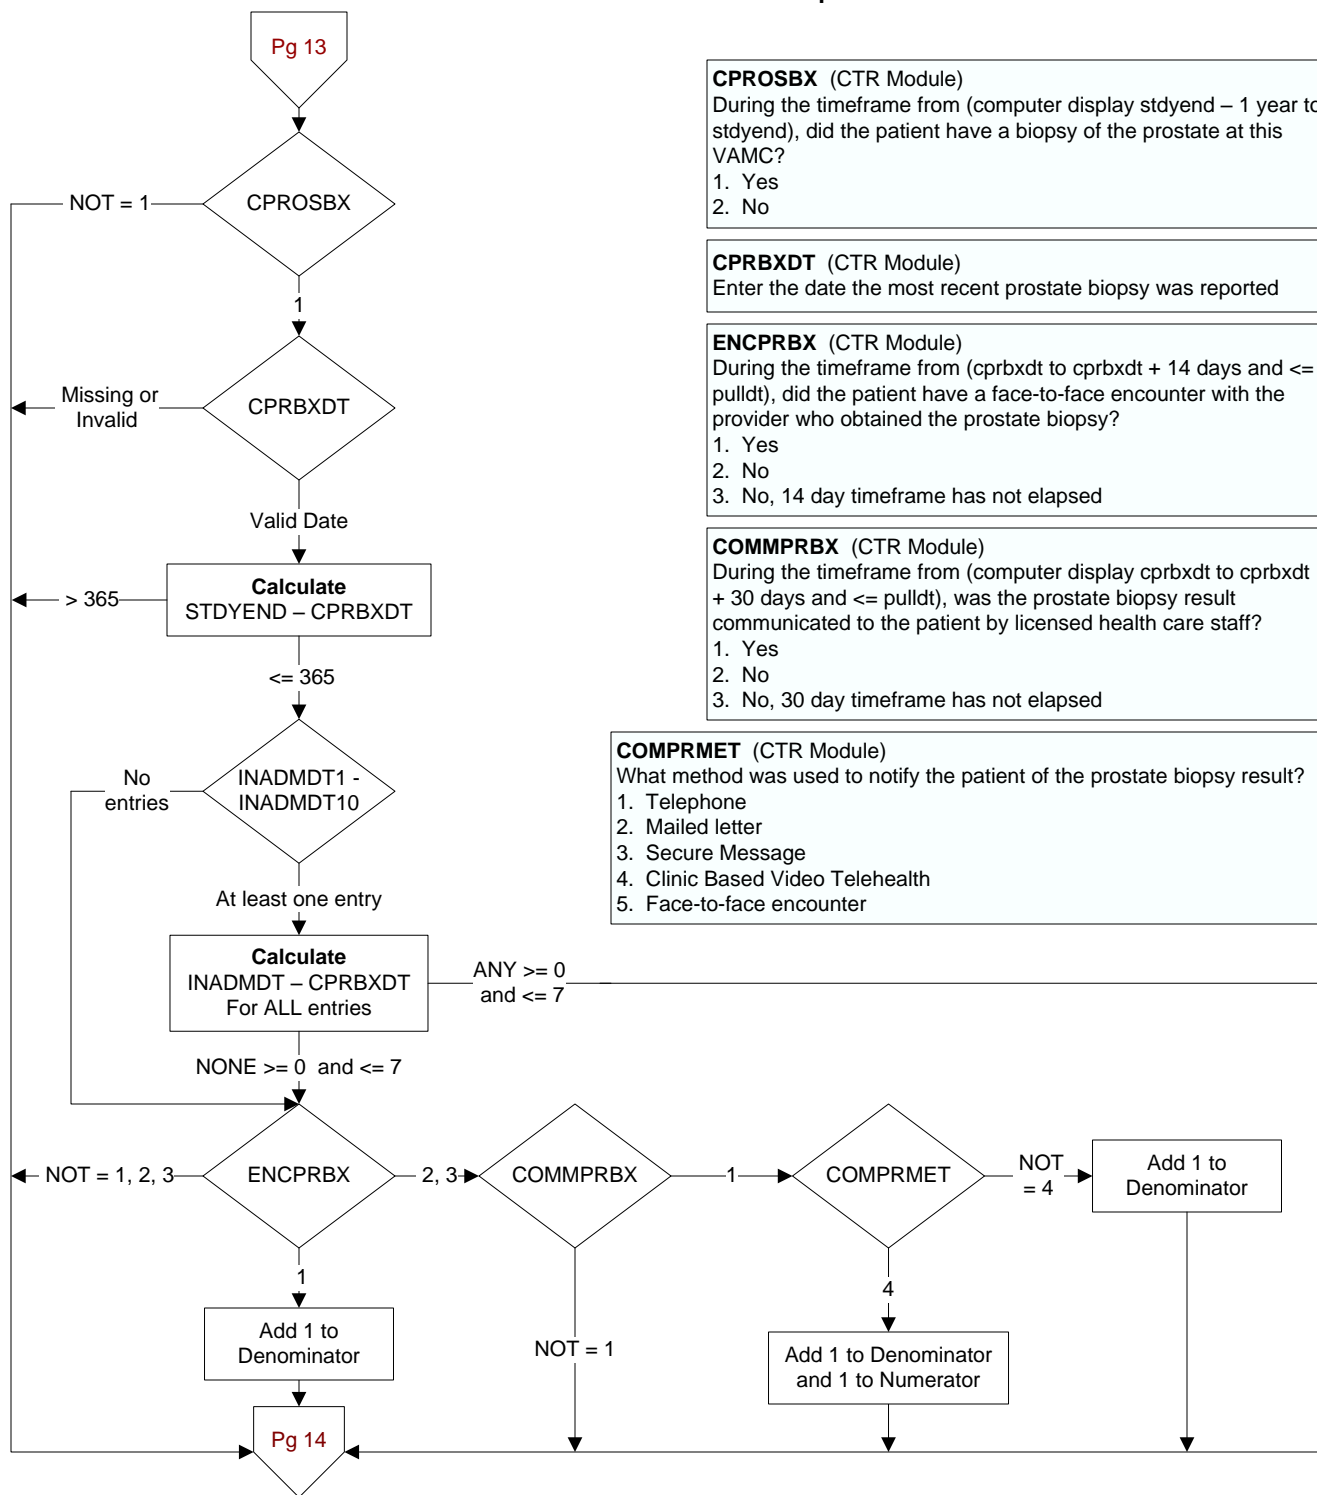 Pg 13
CPROSBX (CTR Module)
During the timeframe from (computer display stdyend – 1 year to
stdyend), did the patient have a biopsy of the prostate at this
VAMC?
1. Yes
2. No
CPRBXDT (CTR Module)
Enter the date the most recent prostate biopsy was reported
ENCPRBX (CTR Module)
During the timeframe from (cprbxdt to cprbxdt + 14 days and <=
pulldt), did the patient have a face-to-face encounter with the
provider who obtained the prostate biopsy?
1. Yes
2. No
3. No, 14 day timeframe has not elapsed
COMMPRBX (CTR Module)
During the timeframe from (computer display cprbxdt to cprbxdt
+ 30 days and <= pulldt), was the prostate biopsy result
communicated to the patient by licensed health care staff?
1. Yes
2. No
3. No, 30 day timeframe has not elapsed
COMPRMET (CTR Module)
What method was used to notify the patient of the prostate biopsy result?
1. Telephone
2. Mailed letter
3. Secure Message
4. Clinic Based Video Telehealth
5. Face-to-face encounter
NOT = 1
CPROSBX
1
Missing or
Invalid
CPRBXDT
Valid Date
> 365
Calculate
STDYEND – CPRBXDT
<= 365
No
entries
INADMDT1 -
INADMDT10
At least one entry
Calculate
INADMDT – CPRBXDT
For ALL entries
ANY >= 0
and <= 7
NONE >= 0 and <= 7
NOT = 1, 2, 3
ENCPRBX
2, 3
COMMPRBX
1
COMPRMET
NOT
= 4
Add 1 to
Denominator
1
4
Add 1 to
Denominator
NOT = 1
Add 1 to Denominator
and 1 to Numerator
Pg 14